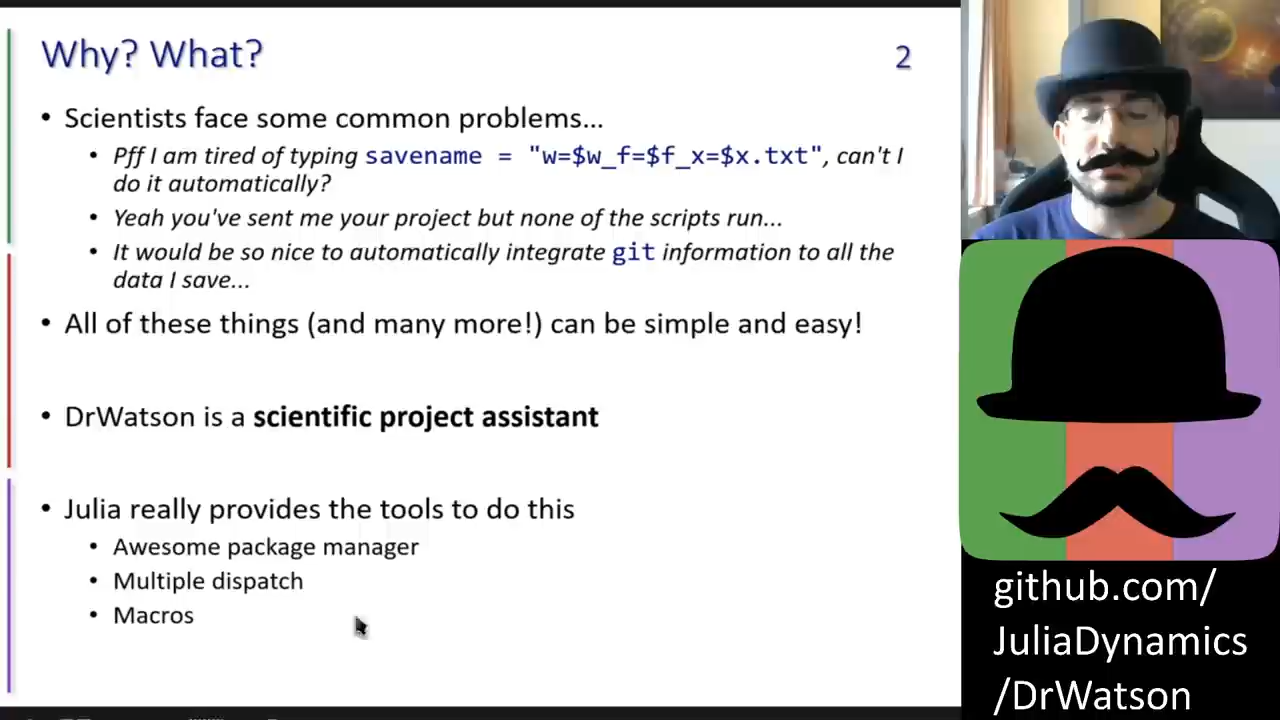 Why? What?
2
• Scientists face some common problems...
• Pff I am tired of typing savename = "w=$w_f=$f_x=$x.txt", can't I
do it automatically?
• Yeah you've sent me your project but none of the scripts run...
• It would be so nice to automatically integrate git information to all the
data I save...
• All of these things (and many more!) can be simple and easy!
• DrWatson is a scientific project assistant
• Julia really provides the tools to do this
• Awesome package manager
• Multiple dispatch
• Macros
github.com/
JuliaDynamics
/DrWatson